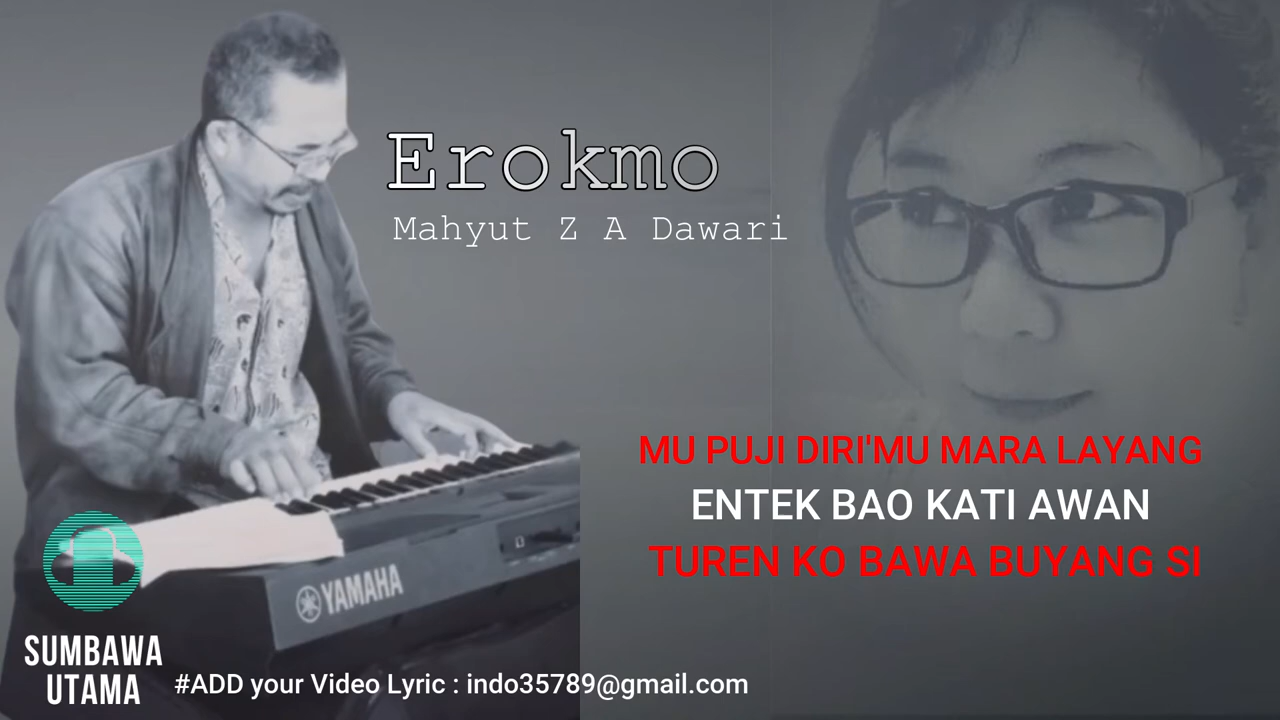 Erokmo
Mahyut Z A Dawari
MU PUJI DIRI'MU MARA LAYANG
ENTEK BAO KATI AWAN
TUREN KO BAWA BUYANG SI
YAMAHA
SUMBAWA
UTAMA
#ADD your Video Lyric : indo35789@gmail.com